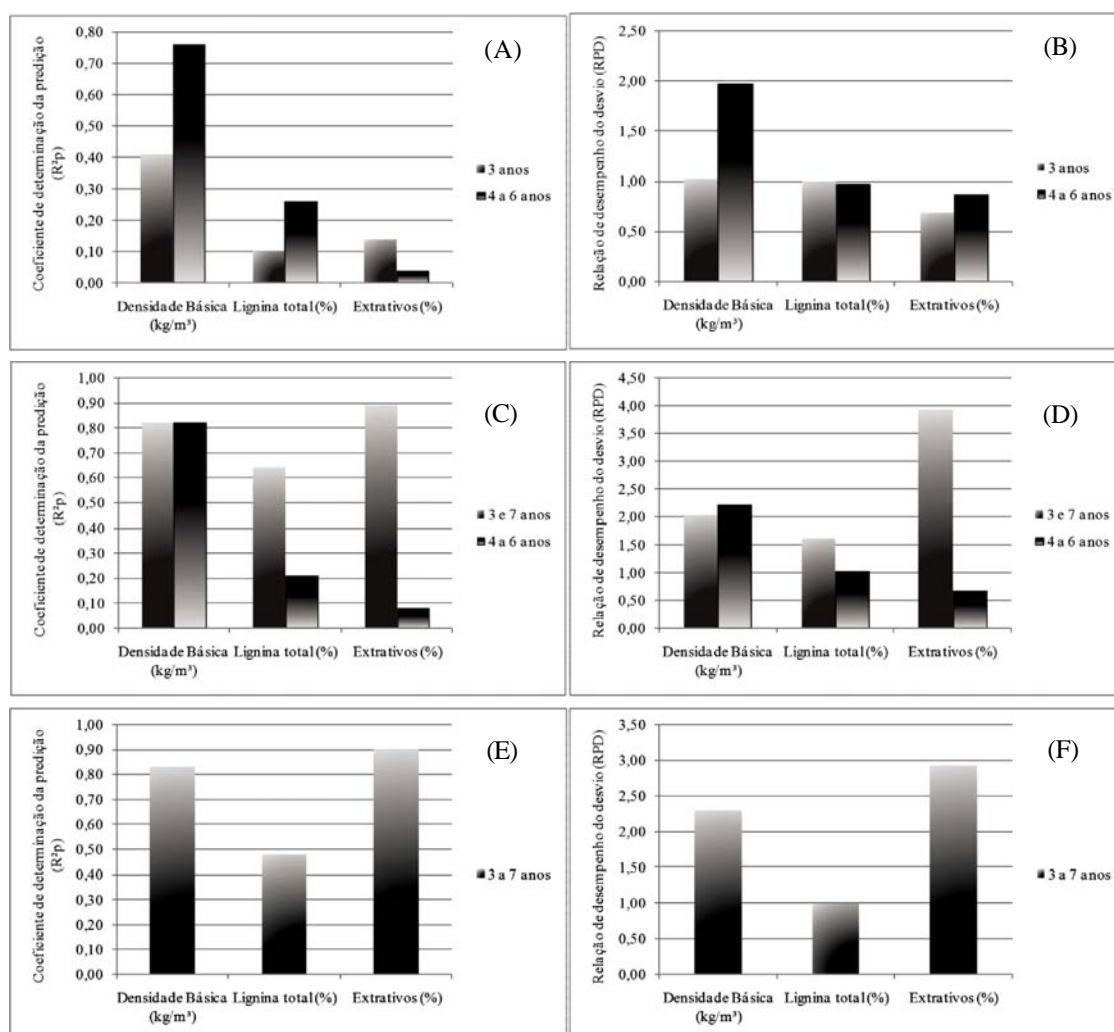 (A)
Coeficiente de determinação da predição
(R²p)
0,80
0,70
0,60
0,50
0,40
0,30
0,20
0,10
0,00
Densidade Básica
(kg/m³)
Lignina total(%)
Extrativos (%)
3 anos
4 a 6 anos
(B)
Relação de desempenho do desvio (RPD)
2,50
2,00
1,50
1,00
0,50
0,00
Densidade Básica
(kg/m³)
Lignina total(%)
Extrativos (%)
3 anos
4 a 6 anos
(C)
Coeficiente de determinação da predição
(R²p)
1,00
0,90
0,80
0,70
0,60
0,50
0,40
0,30
0,20
0,10
0,00
Densidade Básica
(kg/m³)
Lignina total(%)
Extrativos (%)
3 e 7 anos
4 a 6 anos
(D)
Relação de desempenho do desvio (RPD)
4,50
4,00
3,50
3,00
2,50
2,00
1,50
1,00
0,50
0,00
Densidade Básica
(kg/m³)
Lignina total(%)
Extrativos (%)
3 e 7 anos
4 a 6 anos
(E)
Coeficiente de determinação da predição
(R²p)
1,00
0,90
0,80
0,70
0,60
0,50
0,40
0,30
0,20
0,10
0,00
Densidade Básica
(kg/m³)
Lignina total(%)
Extrativos (%)
3 a 7 anos
(F)
Relação de desempenho do desvio (RPD)
3,50
3,00
2,50
2,00
1,50
1,00
0,50
0,00
Densidade Básica
(kg/m³)
Lignina total(%)
Extrativos (%)
3 a 7 anos